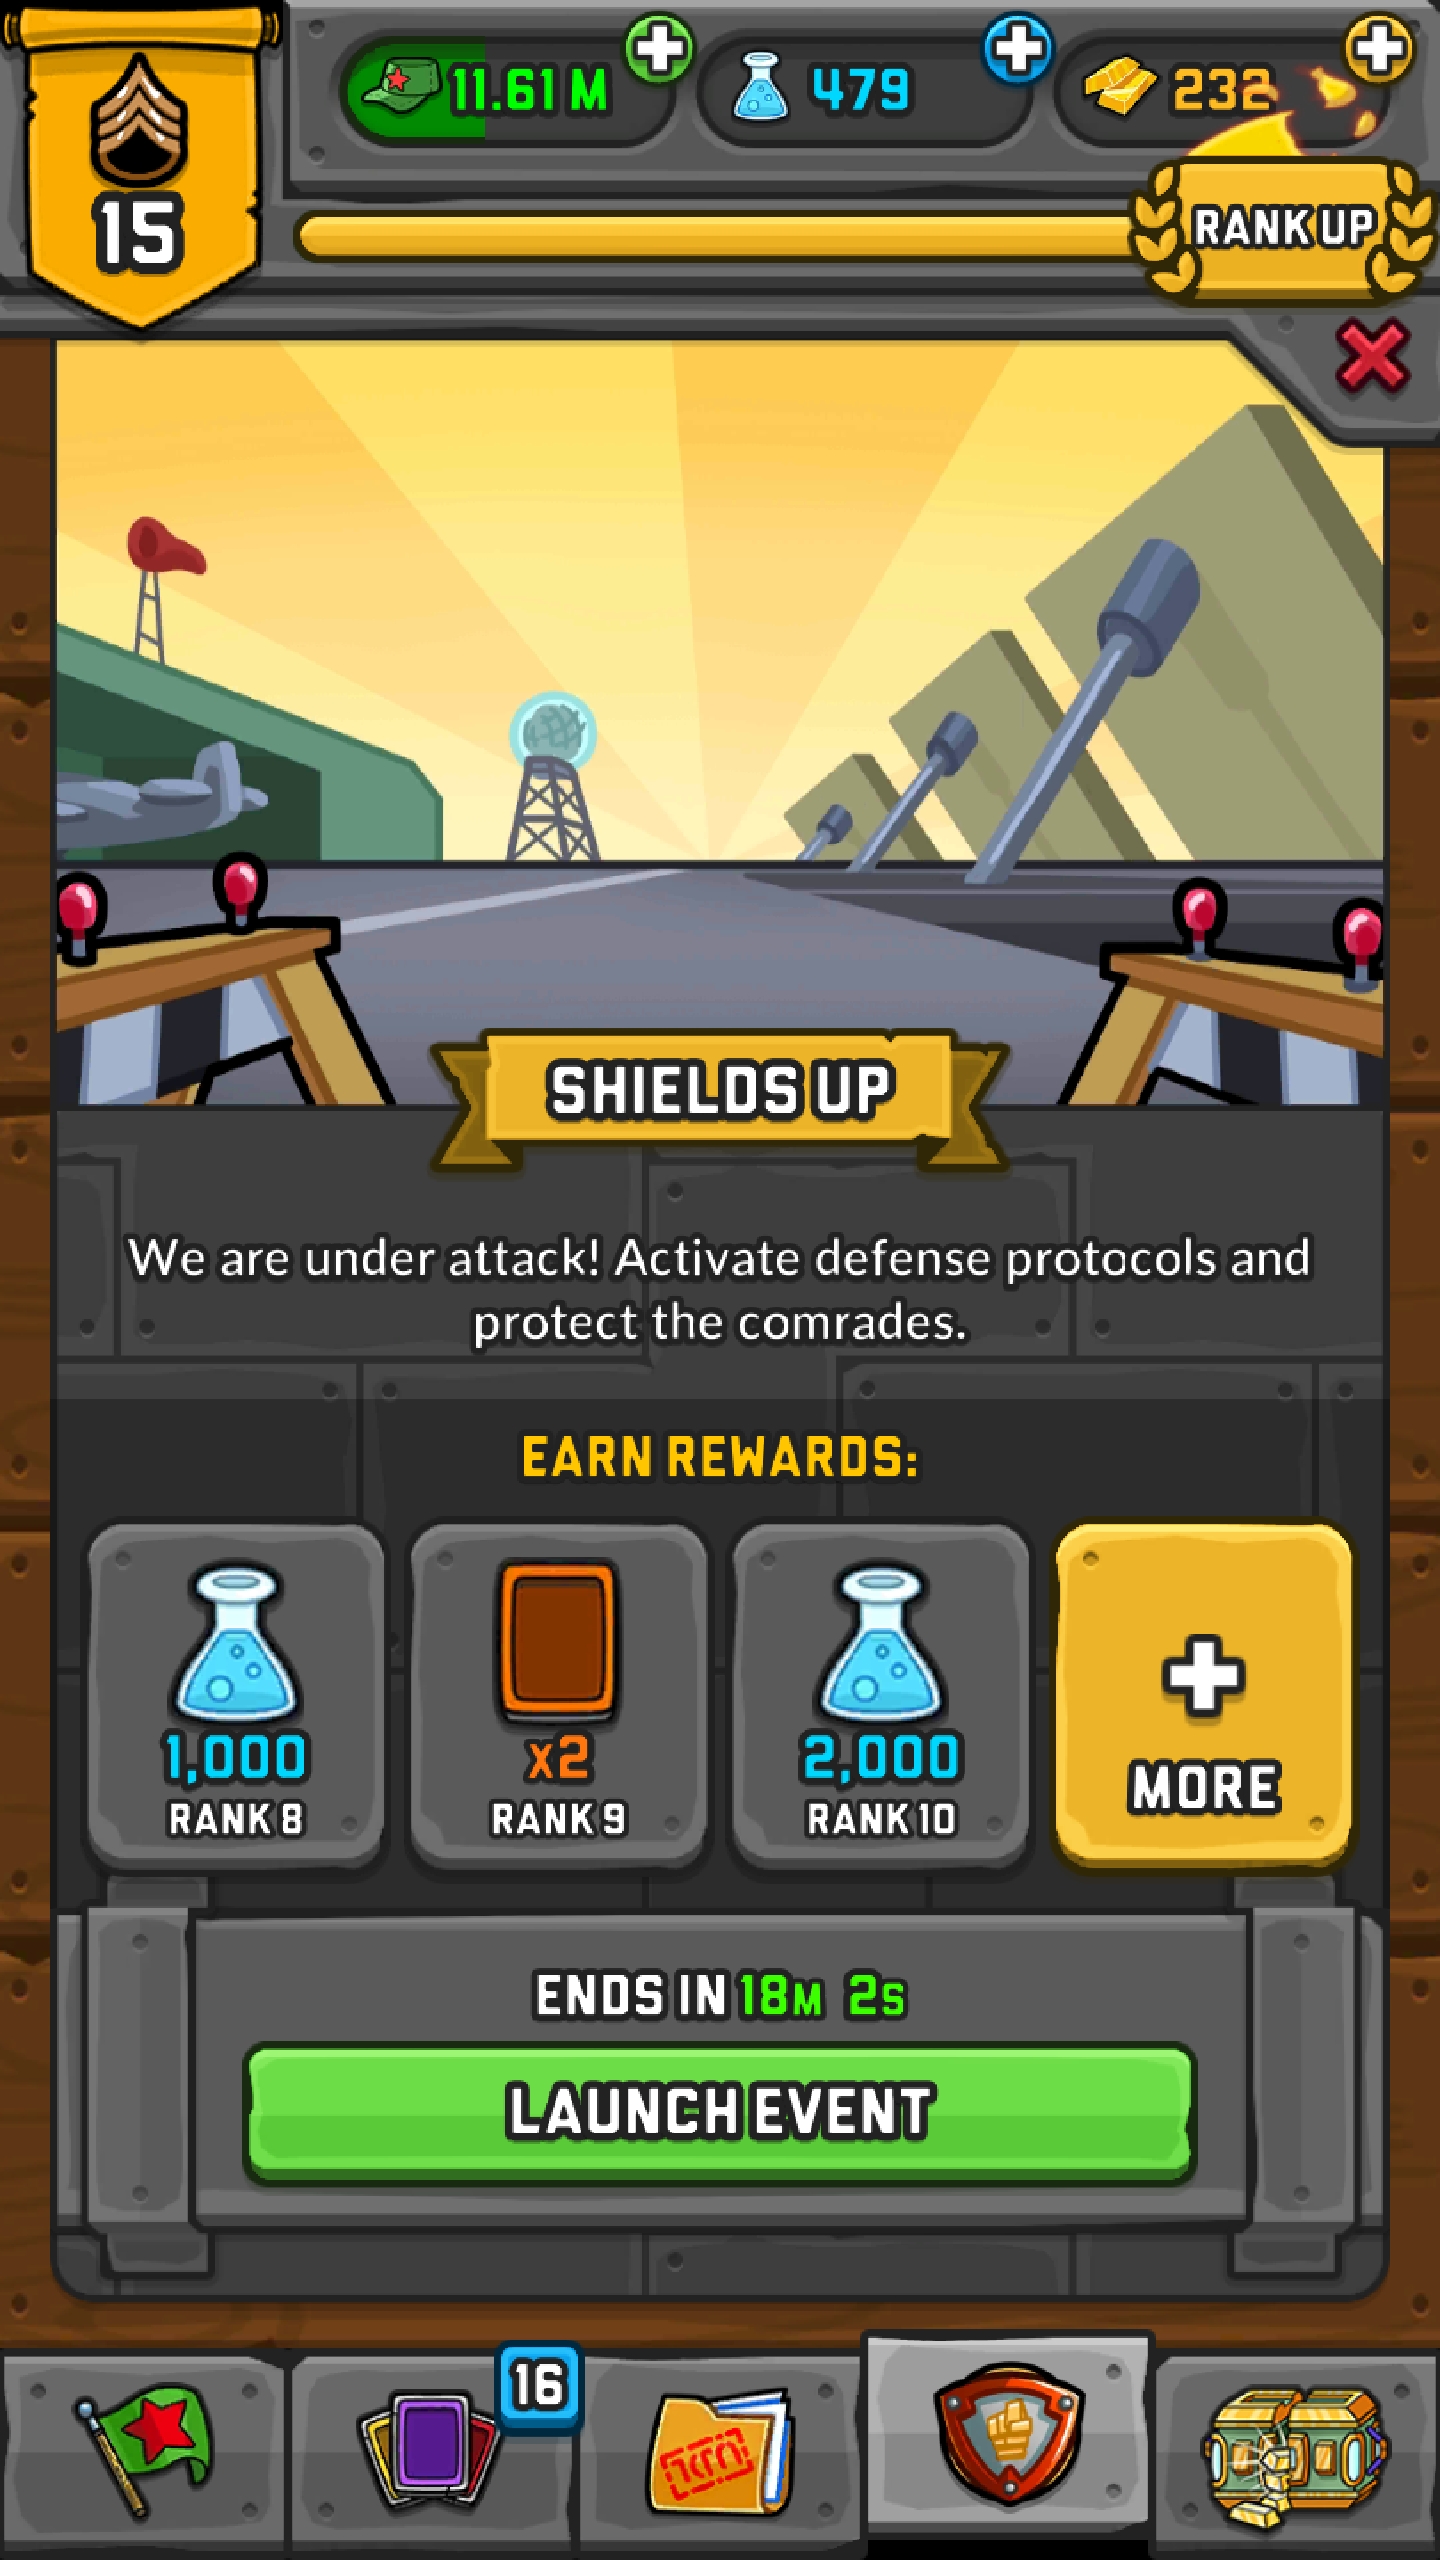 11.61 M
479
232
15
RANK UP
SHIELDS UP
We are under attack! Activate defense protocols and
protect the comrades.
EARN REWARDS:
1,000
RANK 8
x2
RANK 9
2,000
RANK 10
MORE
ENDS IN 18M 2S
LAUNCH EVENT
16